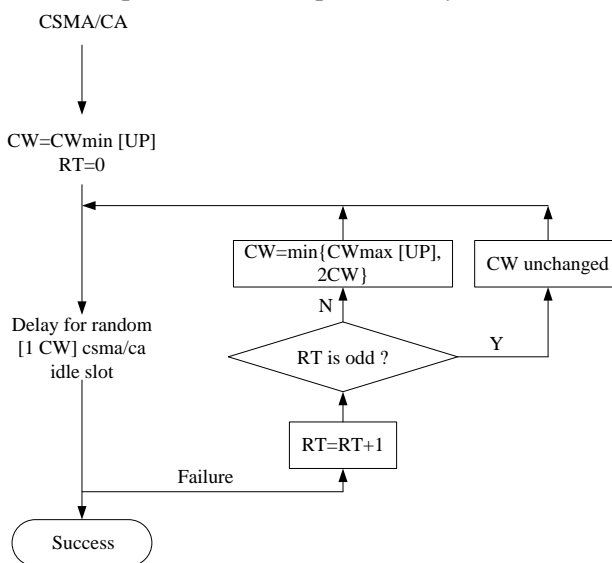 CSMA/CA
CW=CWmin [UP]
RT=0
CW=min{CWmax [UP],
2CW}
CW unchanged
N
Delay for random
[1 CW] csma/ca
idle slot
RT is odd ?
Y
RT=RT+1
Failure
Success